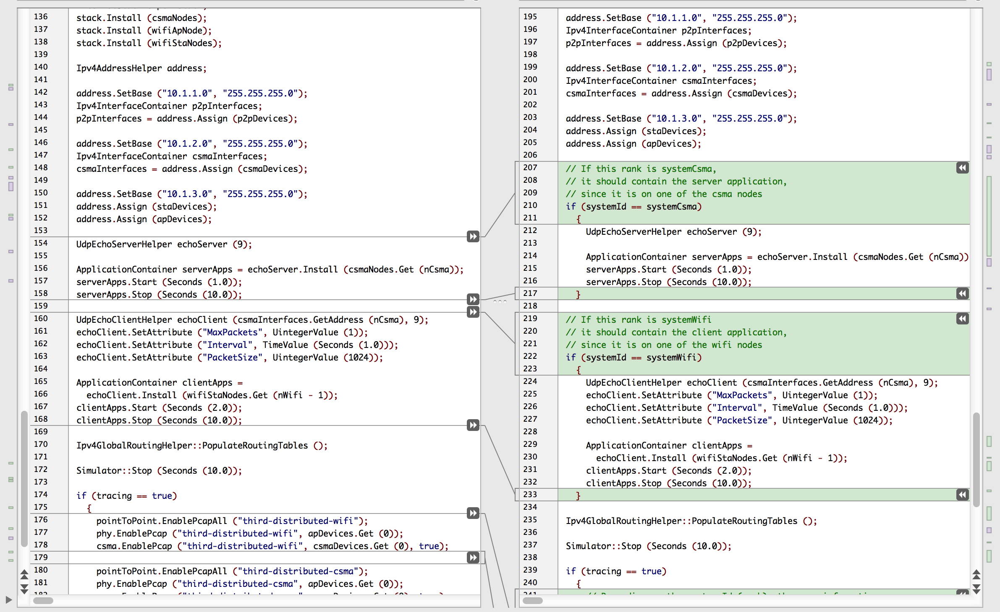 136 stack.Install (csmaNodes);
137 stack.Install (wifiApNode);
138 stack.Install (wifiStaNodes);
139
140 Ipv4AddressHelper address;
141
142 address.SetBase ("10.1.1.0", "255.255.255.0");
143 Ipv4InterfaceContainer p2pInterfaces;
144 p2pInterfaces = address.Assign (p2pDevices);
145
146 address.SetBase ("10.1.2.0", "255.255.255.0");
147 Ipv4InterfaceContainer csmaInterfaces;
148 csmaInterfaces = address.Assign (csmaDevices);
149
150 address.SetBase ("10.1.3.0", "255.255.255.0");
151 address.Assign (staDevices);
152 address.Assign (apDevices);
153
154 UdpEchoServerHelper echoServer (9);
155
156 ApplicationContainer serverApps = echoServer.Install (csmaNodes.Get (nCsma));
157 serverApps.Start (Seconds (1.0));
158 serverApps.Stop (Seconds (10.0));
159
160 UdpEchoClientHelper echoClient (csmaInterfaces.GetAddress (nCsma), 9);
161 echoClient.SetAttribute ("MaxPackets", UintegerValue (1));
162 echoClient.SetAttribute ("Interval", TimeValue (Seconds (1.0)));
163 echoClient.SetAttribute ("PacketSize", UintegerValue (1024));
164
165 ApplicationContainer clientApps =
166 echoClient.Install (wifiStaNodes.Get (nWifi - 1));
167 clientApps.Start (Seconds (2.0));
168 clientApps.Stop (Seconds (10.0));
169
170 Ipv4GlobalRoutingHelper::PopulateRoutingTables ();
171
172 Simulator::Stop (Seconds (10.0));
173
174 if (tracing == true)
175 {
176 pointToPoint.EnablePcapAll ("third-distributed-wifi");
177 phy.EnablePcap ("third-distributed-wifi", apDevices.Get (0));
178 csma.EnablePcap ("third-distributed-wifi", csmaDevices.Get (0), true);
179
180 pointToPoint.EnablePcapAll ("third-distributed-csma");
181 phy.EnablePcap ("third-distributed-csma", apDevices.Get (0));
195 address.SetBase ("10.1.1.0", "255.255.255.0");
196 Ipv4InterfaceContainer p2pInterfaces;
197 p2pInterfaces = address.Assign (p2pDevices);
198
199 address.SetBase ("10.1.2.0", "255.255.255.0");
200 Ipv4InterfaceContainer csmaInterfaces;
201 csmaInterfaces = address.Assign (csmaDevices);
202
203 address.SetBase ("10.1.3.0", "255.255.255.0");
204 address.Assign (staDevices);
205 address.Assign (apDevices);
206
207 // If this rank is systemCsma,
208 // it should contain the server application,
209 // since it is on one of the csma nodes
210 if (systemId == systemCsma)
211 {
212 UdpEchoServerHelper echoServer (9);
213
214 ApplicationContainer serverApps = echoServer.Install (csmaNodes.Get (nCsma))
215 serverApps.Start (Seconds (1.0));
216 serverApps.Stop (Seconds (10.0));
217 }
218
219 // If this rank is systemWifi
220 // it should contain the client application,
221 // since it is on one of the wifi nodes
222 if (systemId == systemWifi)
223 {
224 UdpEchoClientHelper echoClient (csmaInterfaces.GetAddress (nCsma), 9);
225 echoClient.SetAttribute ("MaxPackets", UintegerValue (1));
226 echoClient.SetAttribute ("Interval", TimeValue (Seconds (1.0)));
227 echoClient.SetAttribute ("PacketSize", UintegerValue (1024));
228
229 ApplicationContainer clientApps =
230 echoClient.Install (wifiStaNodes.Get (nWifi - 1));
231 clientApps.Start (Seconds (2.0));
232 clientApps.Stop (Seconds (10.0));
233 }
234
235 Ipv4GlobalRoutingHelper::PopulateRoutingTables ();
236
237 Simulator::Stop (Seconds (10.0));
238
239 if (tracing == true)
240 {